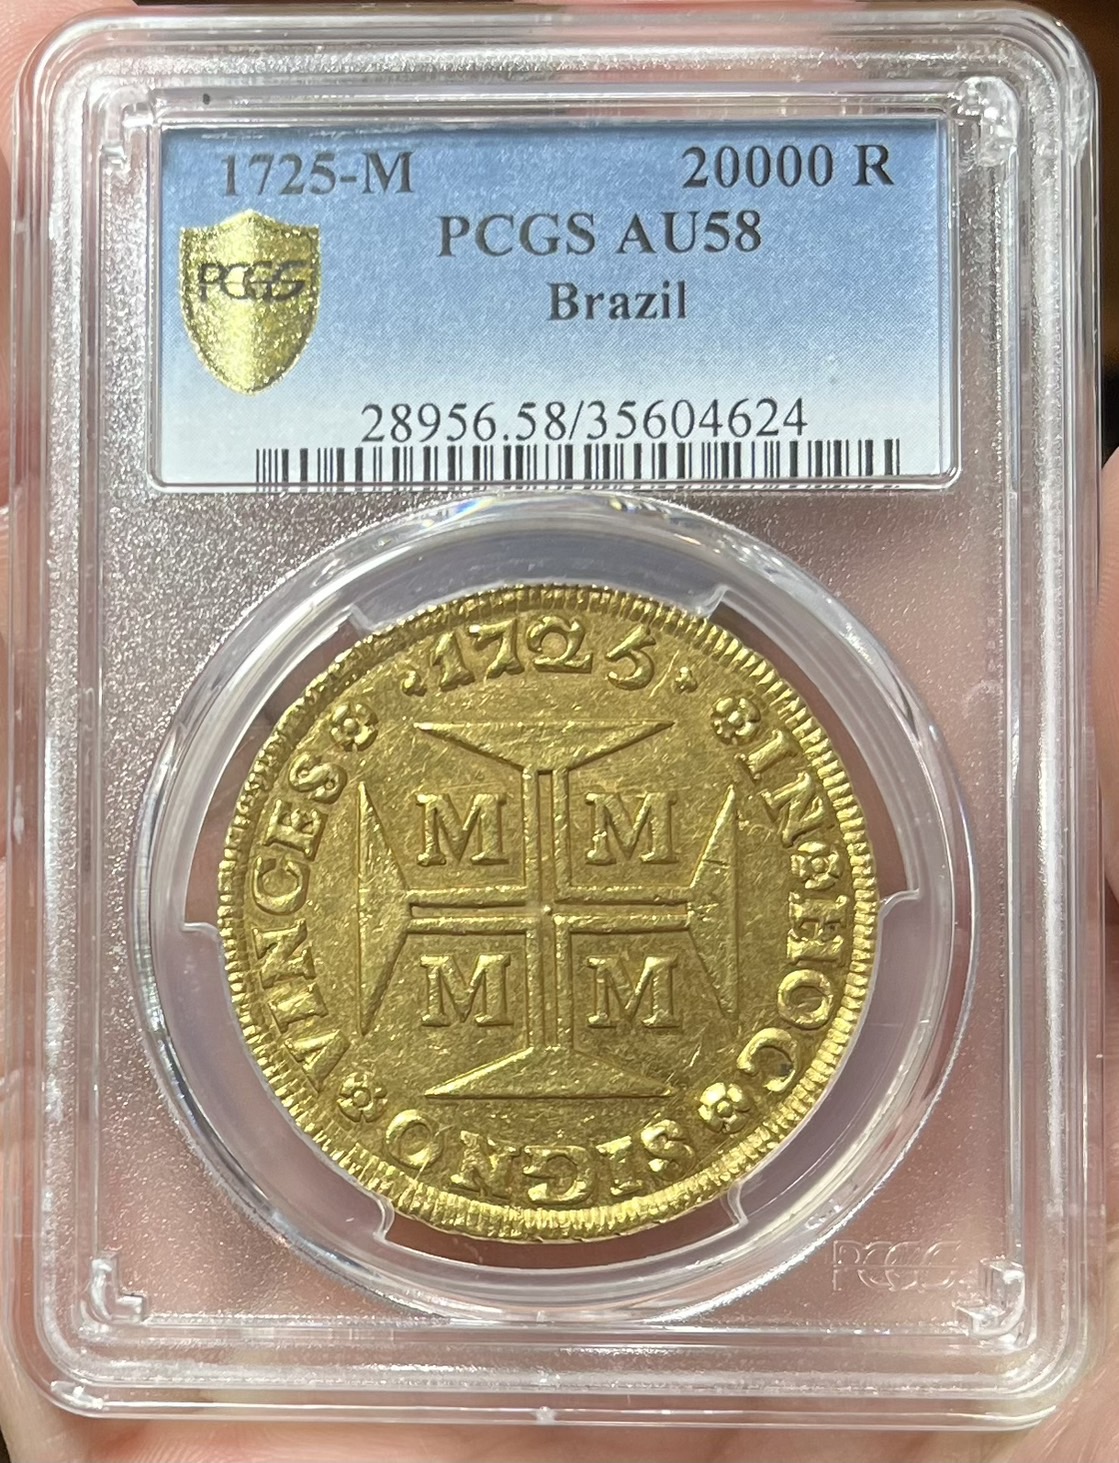 1725-M 20000 R
PCGS AU58
PCGS
Brazil
28956.58/35604624
.1725.
IN HOC
SIGNO
VINCES
M M
M M
PCGS